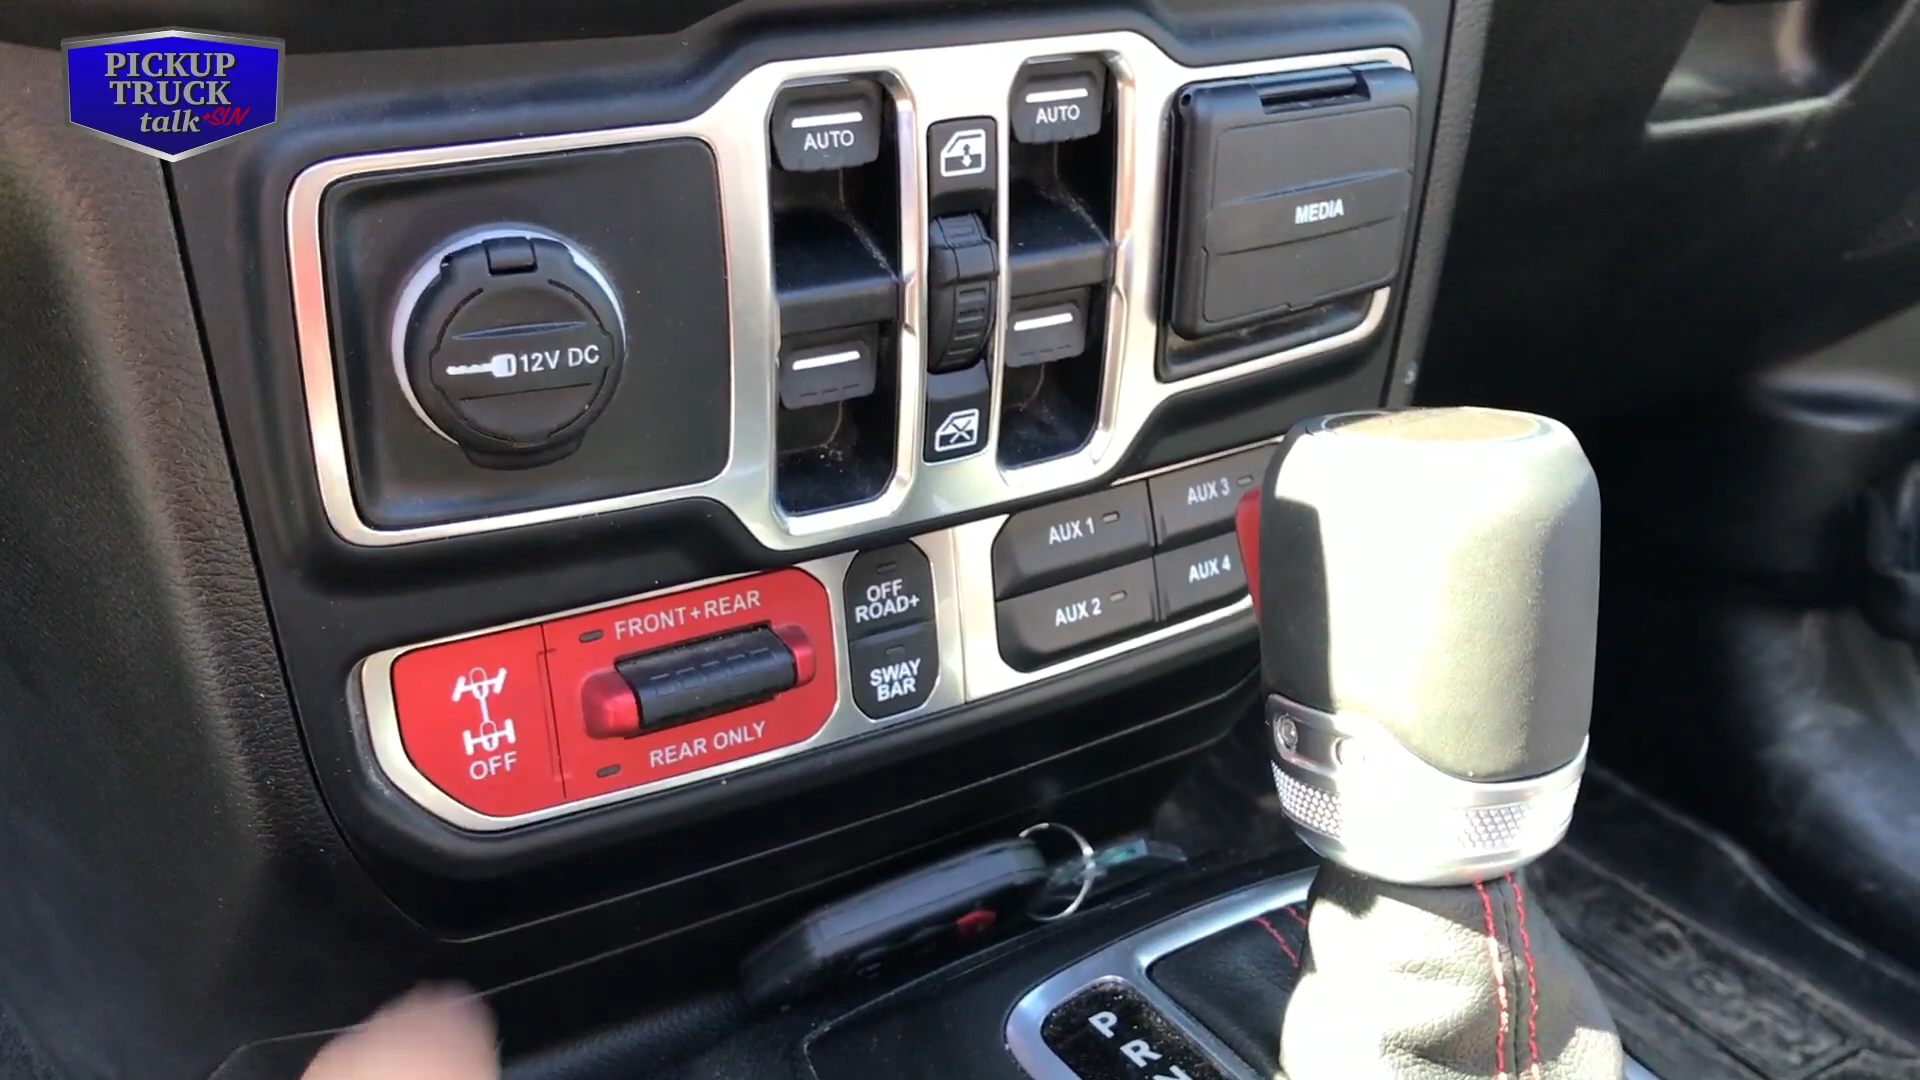 PICKUP
TRUCK
talk +SUV
AUTO
AUTO
MEDIA
12V DC
AUX 1
AUX 3
AUX 2
AUX 4
OFF
ROAD+
SWAY
BAR
FRONT+REAR
REAR ONLY
OFF
P
R